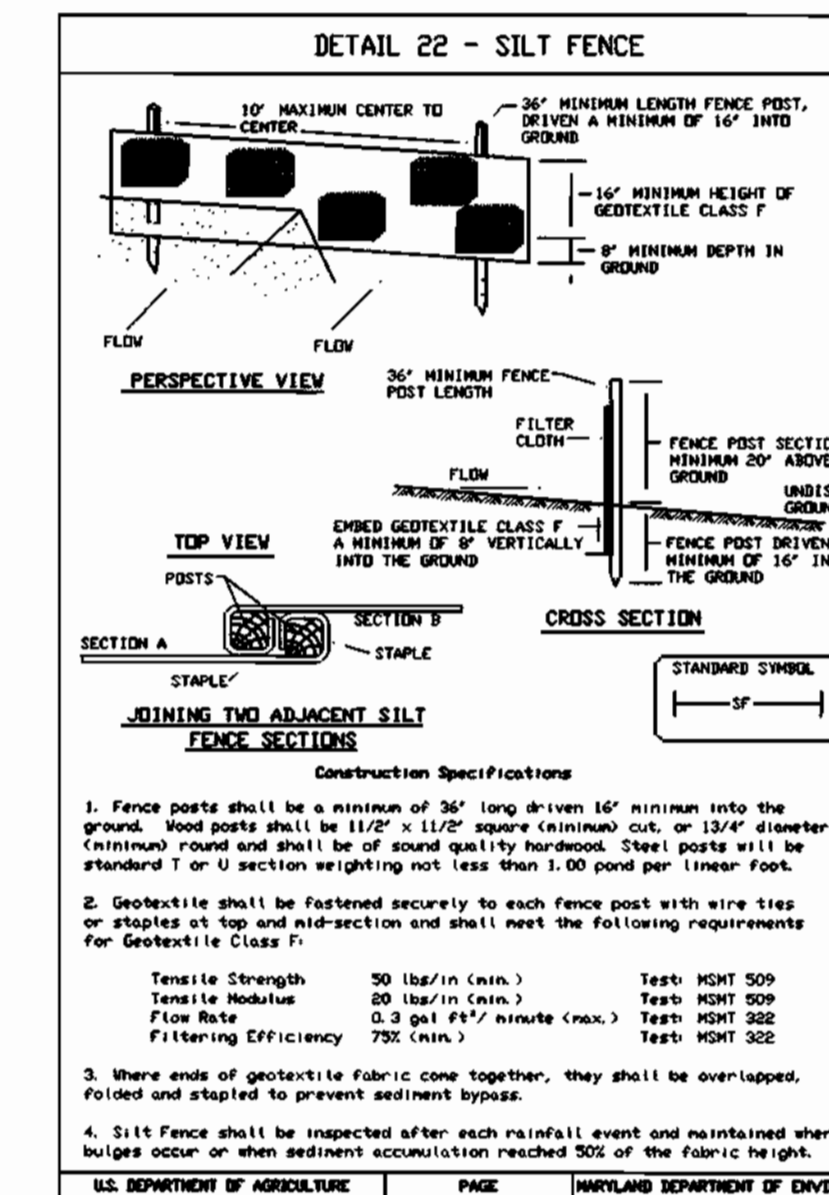 DETAIL 22 - SILT FENCE
10" MAXIMUM CENTER TO
CENTER
36" MINIMUM LENGTH FENCE POST,
DRIVEN A MINIMUM OF 16" INTO
GROUND
16" MINIMUM HEIGHT OF
GEOTEXTILE CLASS F
8" MINIMUM DEPTH IN
GROUND
FLOW
FLOW
PERSPECTIVE VIEW
36" MINIMUM FENCE
POST LENGTH
FILTER
CLOTH
FLOW
FENCE POST SECTIO
MINIMUM 20" ABOVE
GROUND
UNDIS
GROUN
EMBED GEOTEXTILE CLASS F
A MINIMUM OF 8" VERTICALLY
INTO THE GROUND
FENCE POST DRIVEN
MINIMUM OF 16" IN
THE GROUND
CROSS SECTION
TOP VIEW
POSTS
SECTION B
SECTION A
STAPLE
STAPLE
JOINING TWO ADJACENT SILT
FENCE SECTIONS
STANDARD SYMBOL
SF
Construction Specifications
1. Fence posts shall be a minimum of 36" long driven 16" minimum into the
ground. Wood posts shall be 11/2" x 11/2" square (minimum) cut, or 13/4" diameter
(minimum) round and shall be of sound quality hardwood. Steel posts will be
standard T or U section weighting not less than 1.00 pond per linear foot.
2. Geotextile shall be fastened securely to each fence post with wire ties
or staples at top and mid-section and shall meet the following requirements
for Geotextile Class F:
Tensile Strength 50 lbs/in (min.) Test: MSMT 509
Tensile Modulus 20 lbs/in (min.) Test: MSMT 509
Flow Rate 0.3 gal ft²/ minute (max.) Test: MSMT 322
Filtering Efficiency 75% (min.) Test: MSMT 322
3. Where ends of geotextile fabric come together, they shall be overlapped,
folded and stapled to prevent sediment bypass.
4. Silt Fence shall be inspected after each rainfall event and maintained when
bulges occur or when sediment accumulation reached 50% of the fabric height.
U.S. DEPARTMENT OF AGRICULTURE PAGE MARYLAND DEPARTMENT OF ENVI